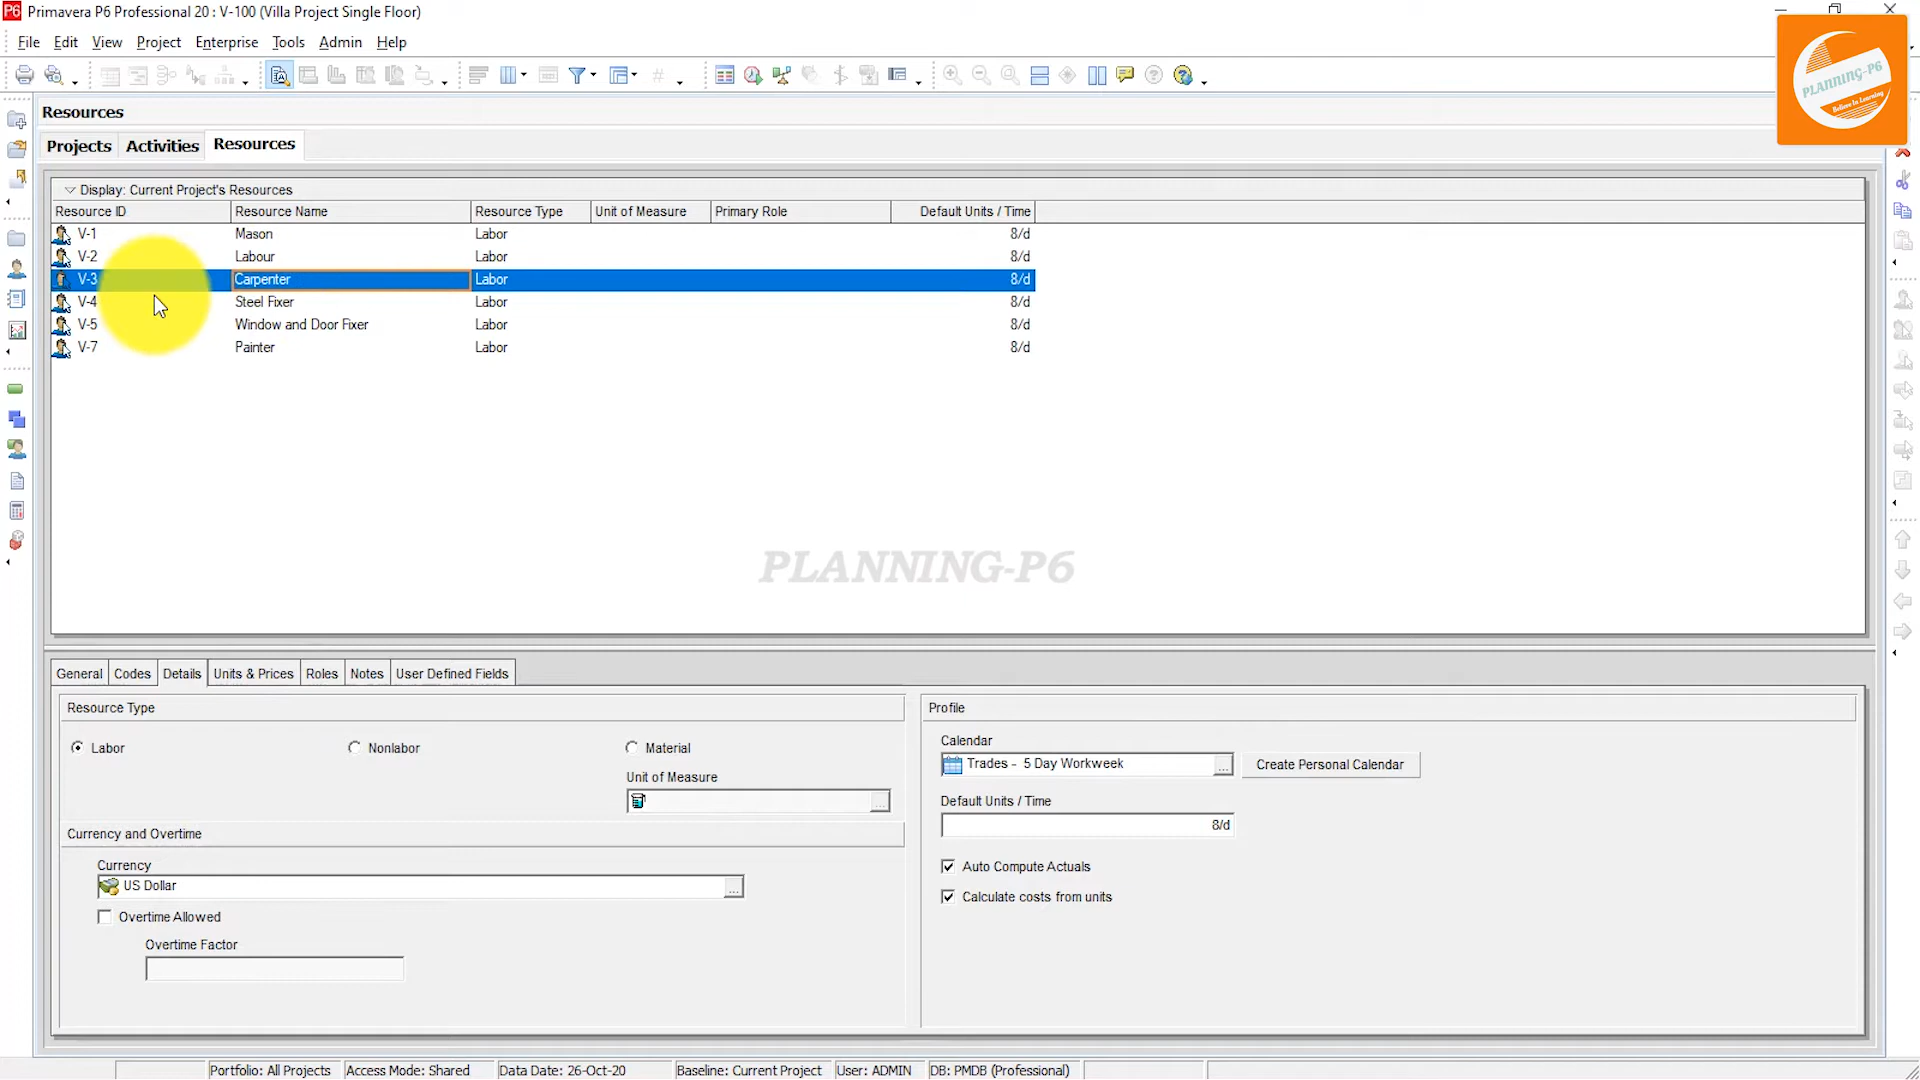 Primavera P6 Professional 20 : V-100 (Villa Project Single Floor)
File Edit View Project Enterprise Tools Admin Help
PLANNING-P6
Believe In Learning
Resources
Projects Activities Resources
Display: Current Project's Resources
Resource ID Resource Name Resource Type Unit of Measure Primary Role Default Units / Time
V-1 Mason Labor 8/d
V-2 Labour Labor 8/d
V-3 Carpenter Labor 8/d
V-4 Steel Fixer Labor 8/d
V-5 Window and Door Fixer Labor 8/d
V-7 Painter Labor 8/d
PLANNING-P6
General Codes Details Units & Prices Roles Notes User Defined Fields
Resource Type Profile
Labor Nonlabor Material
Calendar
Trades - 5 Day Workweek ... Create Personal Calendar
Unit of Measure
...
Default Units / Time
8/d
Currency and Overtime
Currency
US Dollar ...
Auto Compute Actuals
Calculate costs from units
Overtime Allowed
Overtime Factor
Portfolio: All Projects Access Mode: Shared Data Date: 26-Oct-20 Baseline: Current Project User: ADMIN DB: PMDB (Professional)